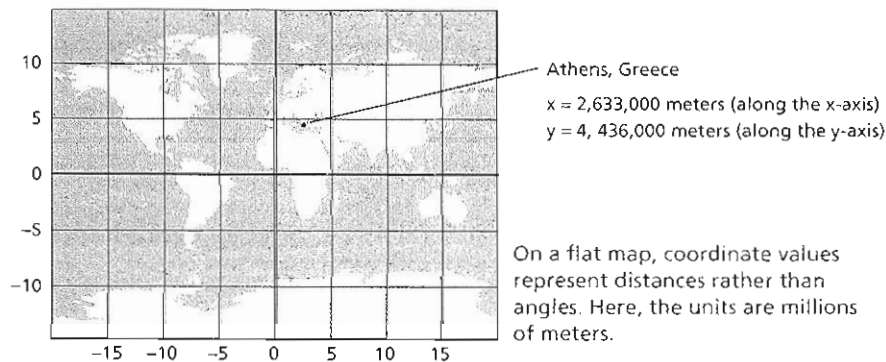 10
5
0
-5
-10
-15 -10 -5 0 5 10 15
Athens, Greece
x = 2,633,000 meters (along the x-axis)
y = 4, 436,000 meters (along the y-axis)
On a flat map, coordinate values
represent distances rather than
angles. Here, the units are millions
of meters.